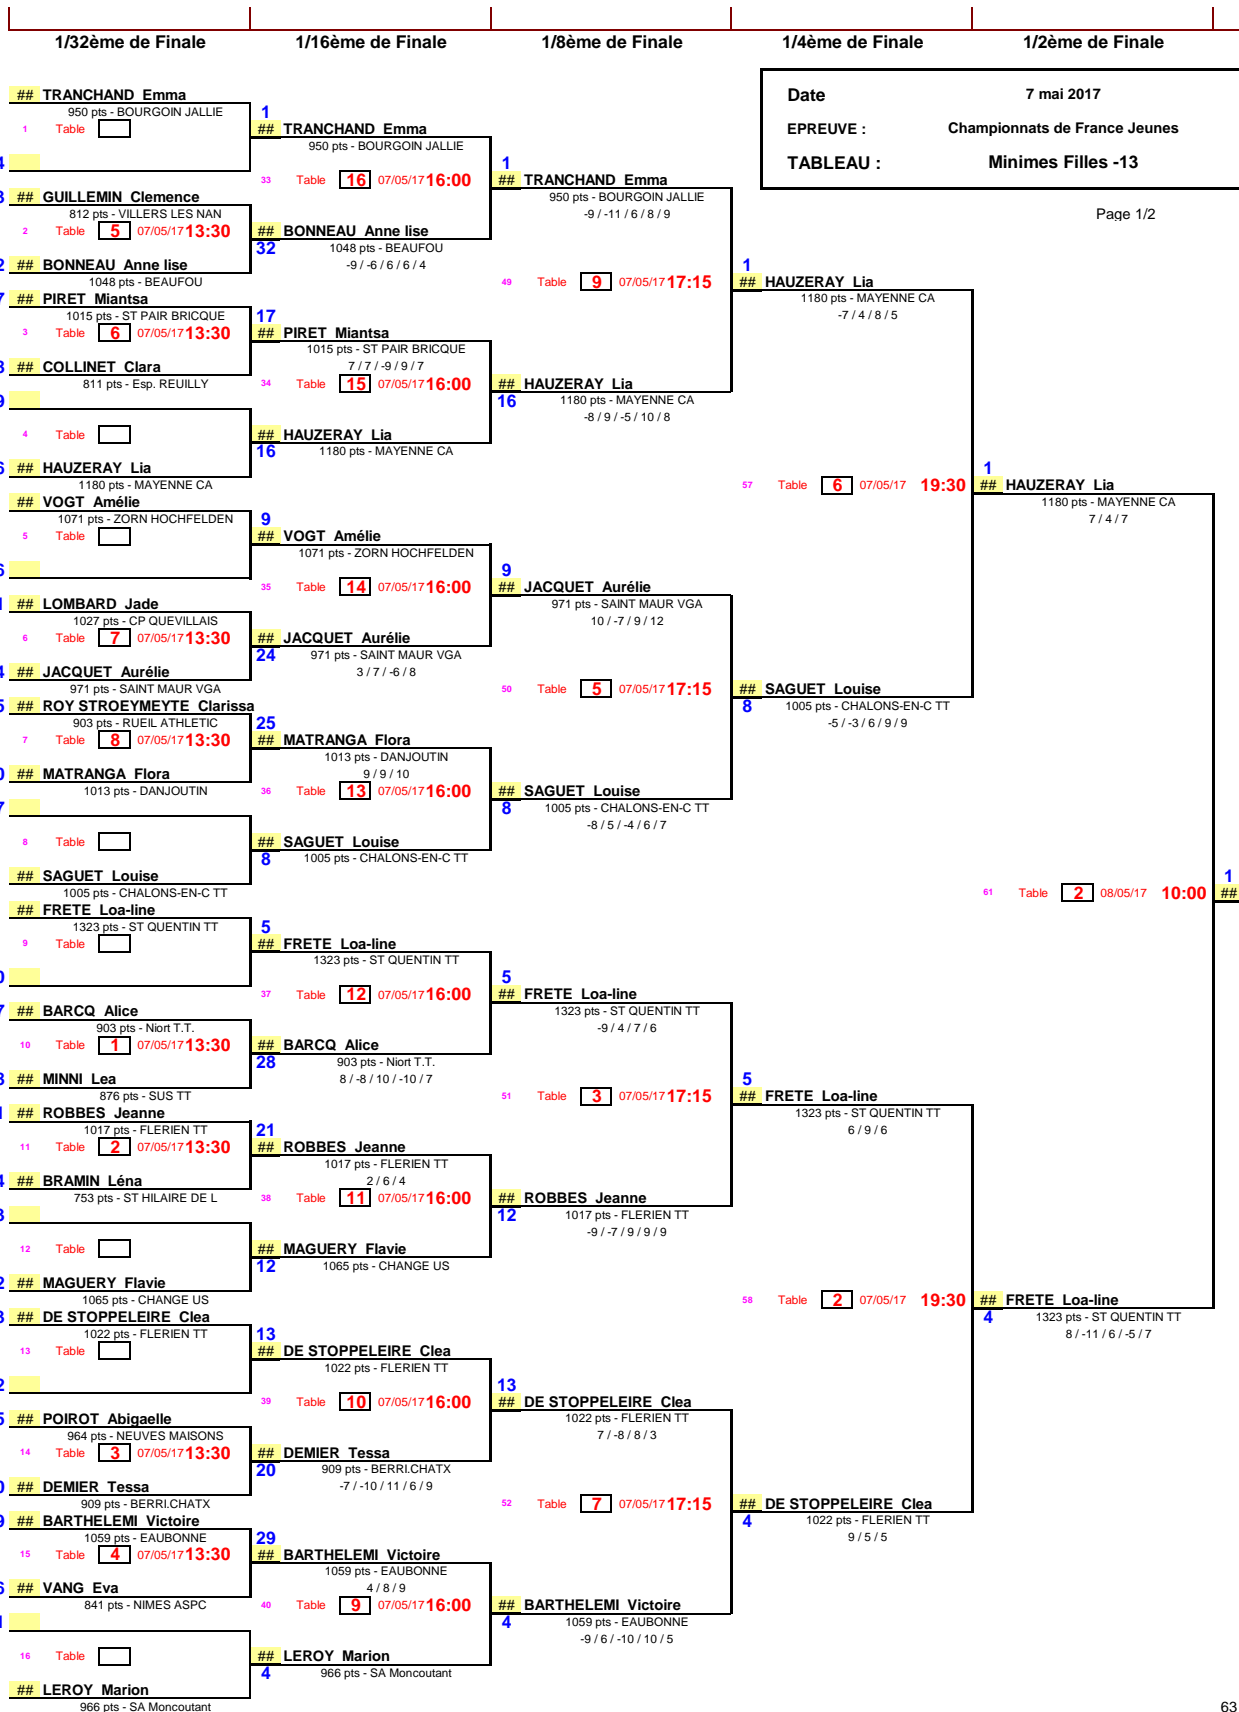 1/32ème de Finale 1/16ème de Finale 1/8ème de Finale 1/4ème de Finale 1/2ème de Finale
Date 7 mai 2017
EPREUVE : Championnats de France Jeunes
TABLEAU : Minimes Filles -13
Page 1/2
## TRANCHAND Emma
950 pts - BOURGOIN JALLIE
1 Table
## GUILLEMIN Clemence
812 pts - VILLERS LES NAN
2 Table 5 07/05/17 13:30
## BONNEAU Anne lise
1048 pts - BEAUFOU
## PIRET Miantsa
1015 pts - ST PAIR BRICQUE
3 Table 6 07/05/17 13:30
## COLLINET Clara
811 pts - Esp. REUILLY
4 Table
## HAUZERAY Lia
1180 pts - MAYENNE CA
## VOGT Amélie
1071 pts - ZORN HOCHFELDEN
5 Table
## LOMBARD Jade
1027 pts - CP QUEVILLAIS
6 Table 7 07/05/17 13:30
## JACQUET Aurélie
971 pts - SAINT MAUR VGA
## ROY STROEYMEYTE Clarissa
903 pts - RUEIL ATHLETIC
7 Table 8 07/05/17 13:30
## MATRANGA Flora
1013 pts - DANJOUTIN
8 Table
## SAGUET Louise
1005 pts - CHALONS-EN-C TT
## FRETE Loa-line
1323 pts - ST QUENTIN TT
9 Table
## BARCQ Alice
903 pts - Niort T.T.
10 Table 1 07/05/17 13:30
## MINNI Lea
876 pts - SUS TT
## ROBBES Jeanne
1017 pts - FLERIEN TT
11 Table 2 07/05/17 13:30
## BRAMIN Léna
753 pts - ST HILAIRE DE L
12 Table
## MAGUERY Flavie
1065 pts - CHANGE US
## DE STOPPELEIRE Clea
1022 pts - FLERIEN TT
13 Table
## POIROT Abigaelle
964 pts - NEUVES MAISONS
14 Table 3 07/05/17 13:30
## DEMIER Tessa
909 pts - BERRI.CHATX
## BARTHELEMI Victoire
1059 pts - EAUBONNE
15 Table 4 07/05/17 13:30
## VANG Eva
841 pts - NIMES ASPC
16 Table
## LEROY Marion
966 pts - SA Moncoutant
1
## TRANCHAND Emma
950 pts - BOURGOIN JALLIE
33 Table 16 07/05/17 16:00
## BONNEAU Anne lise
32 1048 pts - BEAUFOU
-9 / -6 / 6 / 6 / 4
17
## PIRET Miantsa
1015 pts - ST PAIR BRICQUE
7 / 7 / -9 / 9 / 7
34 Table 15 07/05/17 16:00
## HAUZERAY Lia
16 1180 pts - MAYENNE CA
9
## VOGT Amélie
1071 pts - ZORN HOCHFELDEN
35 Table 14 07/05/17 16:00
## JACQUET Aurélie
24 971 pts - SAINT MAUR VGA
3 / 7 / -6 / 8
25
## MATRANGA Flora
1013 pts - DANJOUTIN
9 / 9 / 10
36 Table 13 07/05/17 16:00
## SAGUET Louise
8 1005 pts - CHALONS-EN-C TT
5
## FRETE Loa-line
1323 pts - ST QUENTIN TT
37 Table 12 07/05/17 16:00
## BARCQ Alice
28 903 pts - Niort T.T.
8 / -8 / 10 / -10 / 7
21
## ROBBES Jeanne
1017 pts - FLERIEN TT
2 / 6 / 4
38 Table 11 07/05/17 16:00
## MAGUERY Flavie
12 1065 pts - CHANGE US
13
## DE STOPPELEIRE Clea
1022 pts - FLERIEN TT
39 Table 10 07/05/17 16:00
## DEMIER Tessa
20 909 pts - BERRI.CHATX
-7 / -10 / 11 / 6 / 9
29
## BARTHELEMI Victoire
1059 pts - EAUBONNE
4 / 8 / 9
40 Table 9 07/05/17 16:00
## LEROY Marion
4 966 pts - SA Moncoutant
1
## TRANCHAND Emma
950 pts - BOURGOIN JALLIE
-9 / -11 / 6 / 8 / 9
49 Table 9 07/05/17 17:15
## HAUZERAY Lia
16 1180 pts - MAYENNE CA
-8 / 9 / -5 / 10 / 8
9
## JACQUET Aurélie
971 pts - SAINT MAUR VGA
10 / -7 / 9 / 12
50 Table 5 07/05/17 17:15
## SAGUET Louise
8 1005 pts - CHALONS-EN-C TT
-8 / 5 / -4 / 6 / 7
5
## FRETE Loa-line
1323 pts - ST QUENTIN TT
-9 / 4 / 7 / 6
51 Table 3 07/05/17 17:15
## ROBBES Jeanne
12 1017 pts - FLERIEN TT
-9 / -7 / 9 / 9 / 9
13
## DE STOPPELEIRE Clea
1022 pts - FLERIEN TT
7 / -8 / 8 / 3
52 Table 7 07/05/17 17:15
## BARTHELEMI Victoire
4 1059 pts - EAUBONNE
-9 / 6 / -10 / 10 / 5
1
## HAUZERAY Lia
1180 pts - MAYENNE CA
-7 / 4 / 8 / 5
57 Table 6 07/05/17 19:30
## SAGUET Louise
8 1005 pts - CHALONS-EN-C TT
-5 / -3 / 6 / 9 / 9
5
## FRETE Loa-line
1323 pts - ST QUENTIN TT
6 / 9 / 6
58 Table 2 07/05/17 19:30
## DE STOPPELEIRE Clea
4 1022 pts - FLERIEN TT
9 / 5 / 5
1
## HAUZERAY Lia
1180 pts - MAYENNE CA
7 / 4 / 7
61 Table 2 08/05/17 10:00
## FRETE Loa-line
4 1323 pts - ST QUENTIN TT
8 / -11 / 6 / -5 / 7
1
##
63